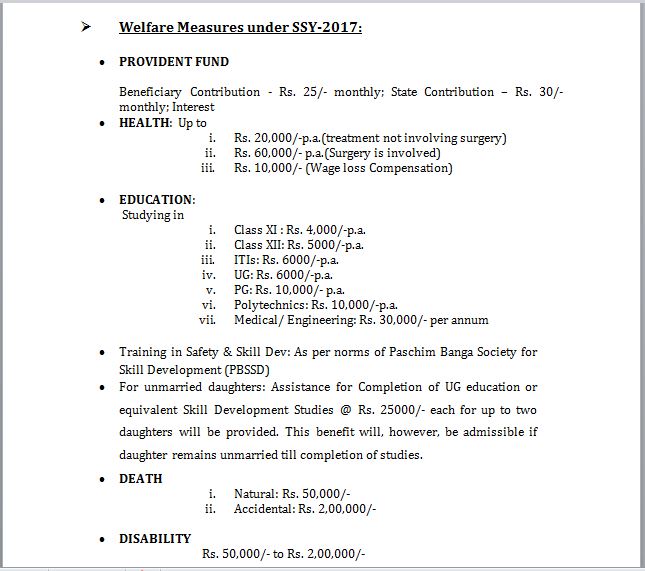 ➢ Welfare Measures under SSY-2017:
• PROVIDENT FUND
Beneficiary Contribution - Rs. 25/- monthly; State Contribution – Rs. 30/-
monthly; Interest
• HEALTH: Up to
i. Rs. 20,000/-p.a.(treatment not involving surgery)
ii. Rs. 60,000/- p.a.(Surgery is involved)
iii. Rs. 10,000/- (Wage loss Compensation)
• EDUCATION:
Studying in
i. Class XI : Rs. 4,000/-p.a.
ii. Class XII: Rs. 5000/-p.a.
iii. ITIs: Rs. 6000/-p.a.
iv. UG: Rs. 6000/-p.a.
v. PG: Rs. 10,000/- p.a.
vi. Polytechnics: Rs. 10,000/-p.a.
vii. Medical/ Engineering: Rs. 30,000/- per annum
• Training in Safety & Skill Dev: As per norms of Paschim Banga Society for
Skill Development (PBSSD)
• For unmarried daughters: Assistance for Completion of UG education or
equivalent Skill Development Studies @ Rs. 25000/- each for up to two
daughters will be provided. This benefit will, however, be admissible if
daughter remains unmarried till completion of studies.
• DEATH
i. Natural: Rs. 50,000/-
ii. Accidental: Rs. 2,00,000/-
• DISABILITY
Rs. 50,000/- to Rs. 2,00,000/-